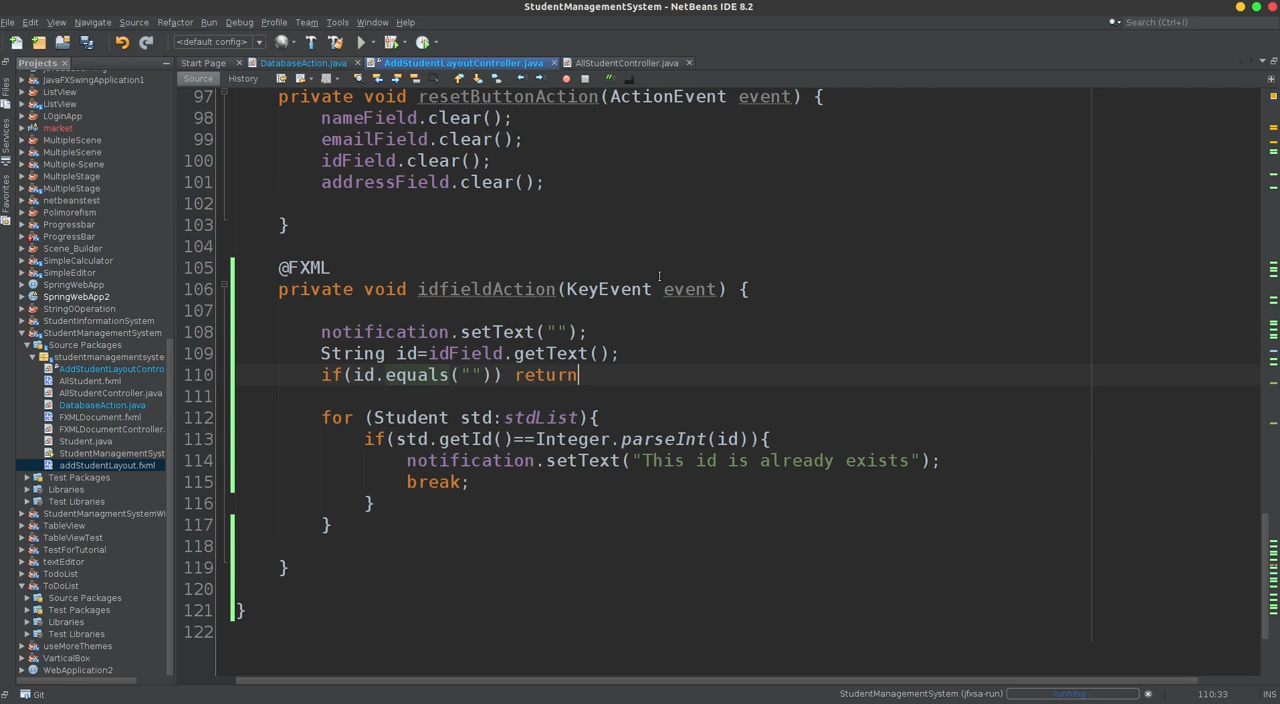 StudentManagementSystem - NetBeans IDE 8.2
File Edit View Navigate Source Refactor Run Debug Profile Team Tools Window Help
Search (Ctrl+I)
<default config>
Projects
Start Page DatabaseAction.java AddStudentLayoutController.java AllStudentController.java
Source History
Files
Services
Favorites
JavaFXSwingApplication1
ListView
ListView
LOginApp
market
MultipleScene
MultipleScene
Multiple-Scene
MultipleStage
MultipleStage
netbeanstest
Polimorefism
Progressbar
ProgressBar
Scene_Builder
SimpleCalculator
SimpleEditor
SpringWebApp
SpringWebApp2
StringOOperation
StudentInformationSystem
StudentManagementSystem
Source Packages
studentmanagementsyste
AddStudentLayoutContro
AllStudent.fxml
AllStudentController.java
DatabaseAction.java
FXMLDocument.fxml
FXMLDocumentController.
Student.java
StudentManagementSyst
addStudentLayout.fxml
Test Packages
Libraries
Test Libraries
StudentManagmentSystemWi
TableView
TableViewTest
TestForTutorial
textEditor
TodoList
ToDoList
Source Packages
Test Packages
Libraries
Test Libraries
useMoreThemes
VarticalBox
WebApplication2
97 private void resetButtonAction(ActionEvent event) {
98 nameField.clear();
99 emailField.clear();
100 idField.clear();
101 addressField.clear();
102
103 }
104
105 @FXML
106 private void idfieldAction(KeyEvent event) {
107
108 notification.setText("");
109 String id=idField.getText();
110 if(id.equals("")) return
111
112 for (Student std:stdList){
113 if(std.getId()==Integer.parseInt(id)){
114 notification.setText("This id is already exists");
115 break;
116 }
117 }
118
119 }
120
121 }
122
Git
StudentManagementSystem (jfxsa-run) running... 110:33 INS